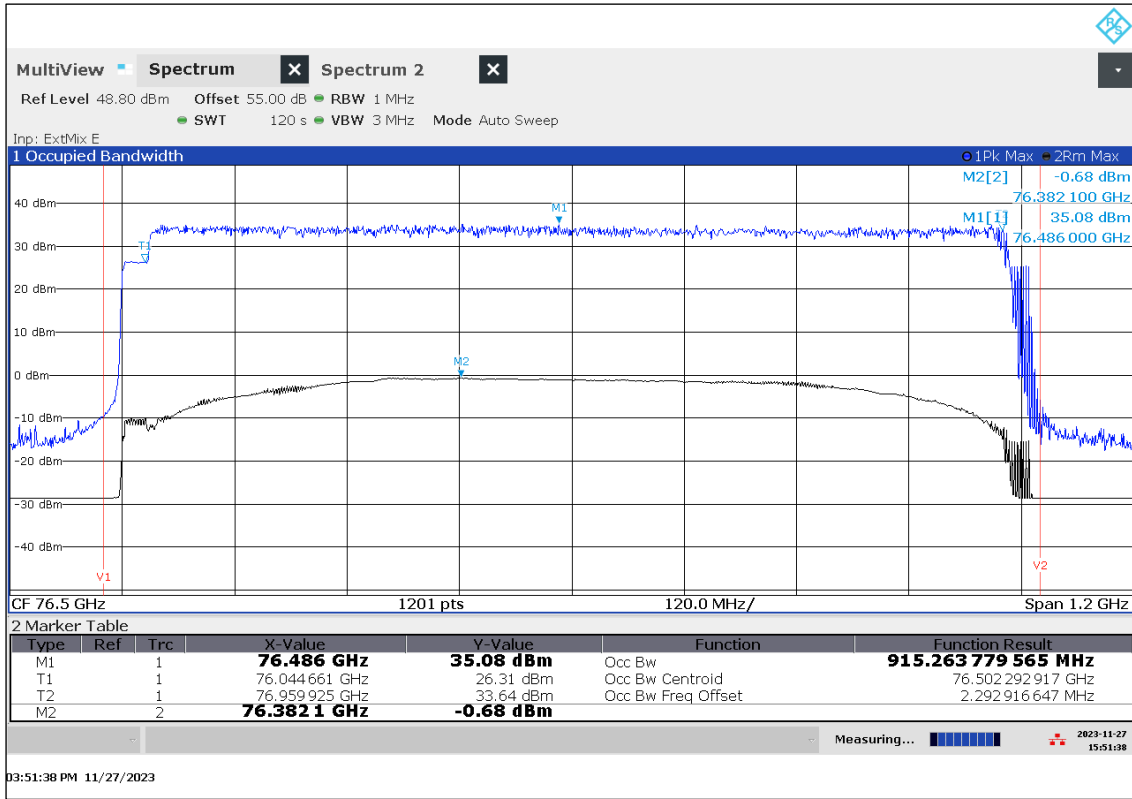 R S
MultiView Spectrum X Spectrum 2 X
Ref Level 48.80 dBm Offset 55.00 dB RBW 1 MHz
SWT 120 s VBW 3 MHz Mode Auto Sweep
Inp: ExtMix E
1 Occupied Bandwidth 1Pk Max 2Rm Max
M2[2] -0.68 dBm
76.382 100 GHz
M1[1] 35.08 dBm
76.486 000 GHz
40 dBm
M1
30 dBm
T1
20 dBm
10 dBm
0 dBm
M2
-10 dBm
-20 dBm
-30 dBm
-40 dBm
V1
V2
CF 76.5 GHz 1201 pts 120.0 MHz/ Span 1.2 GHz
2 Marker Table
Type Ref Trc X-Value Y-Value Function Function Result
M1 1 76.486 GHz 35.08 dBm Occ Bw 915.263 779 565 MHz
T1 1 76.044 661 GHz 26.31 dBm Occ Bw Centroid 76.502 292 917 GHz
T2 1 76.959 925 GHz 33.64 dBm Occ Bw Freq Offset 2.292 916 647 MHz
M2 2 76.382 1 GHz -0.68 dBm
Measuring... 2023-11-27
15:51:38
03:51:38 PM 11/27/2023